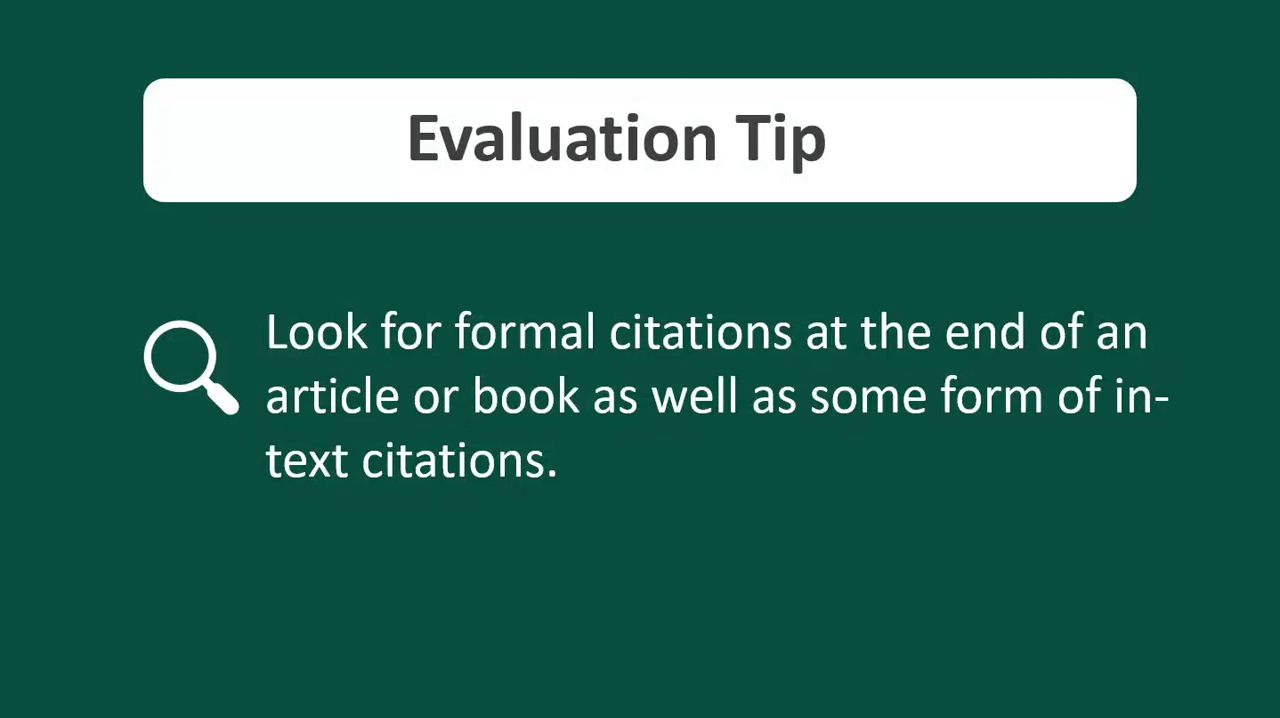 Evaluation Tip
Look for formal citations at the end of an
article or book as well as some form of in-
text citations.